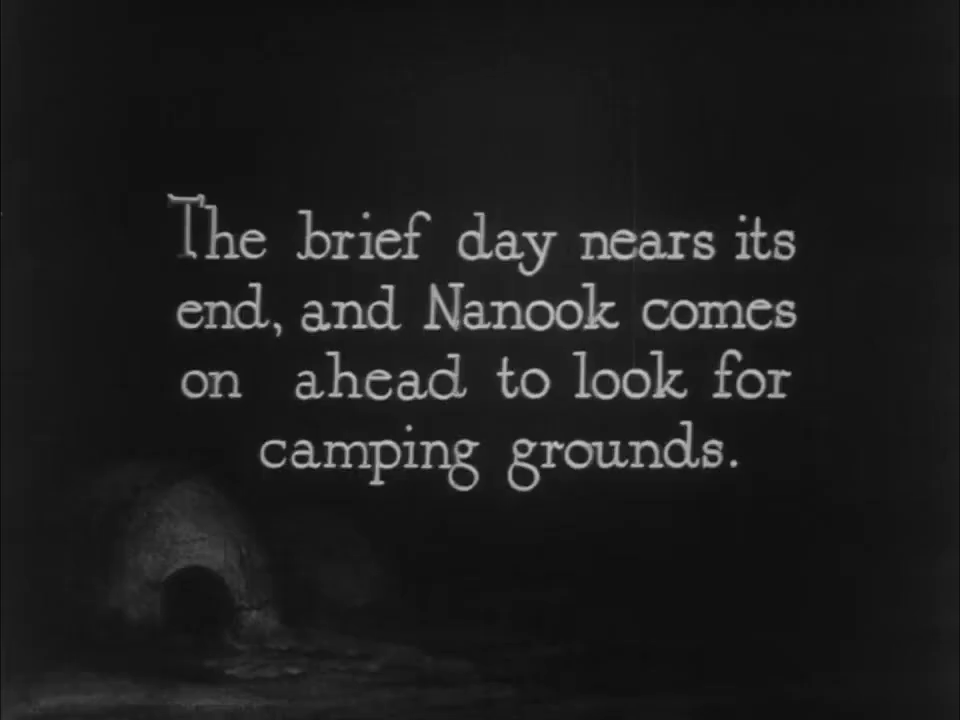 The brief day nears its
end, and Nanook comes
on ahead to look for
camping grounds.